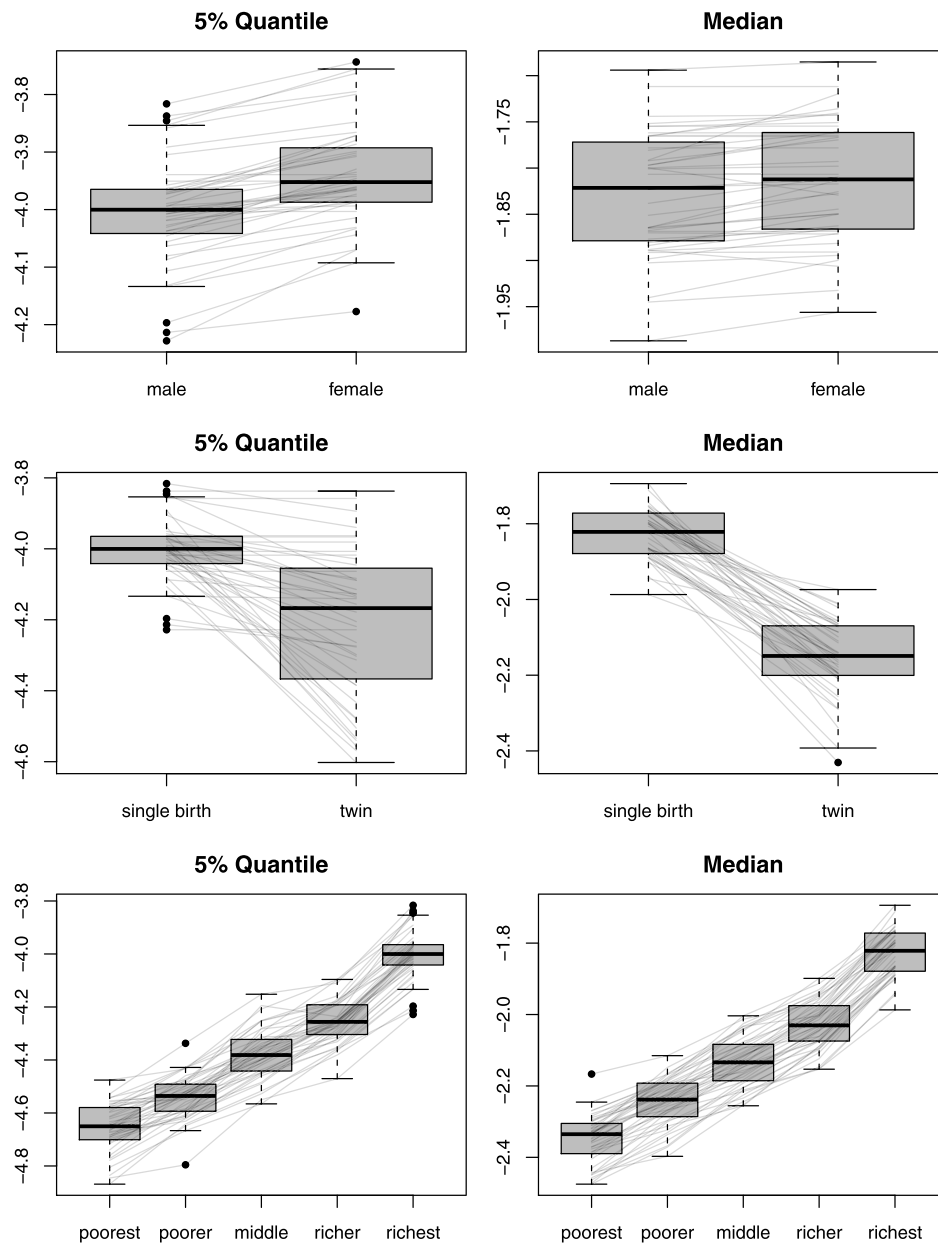 5% Quantile
Median
−3.8
−3.9
−4.0
−4.1
−4.2
male
female
−1.75
−1.85
−1.95
male
female
5% Quantile
Median
−3.8
−4.0
−4.2
−4.4
−4.6
single birth
twin
−1.8
−2.0
−2.2
−2.4
single birth
twin
5% Quantile
Median
−3.8
−4.0
−4.2
−4.4
−4.6
−4.8
poorest
poorer
middle
richer
richest
−1.8
−2.0
−2.2
−2.4
poorest
poorer
middle
richer
richest